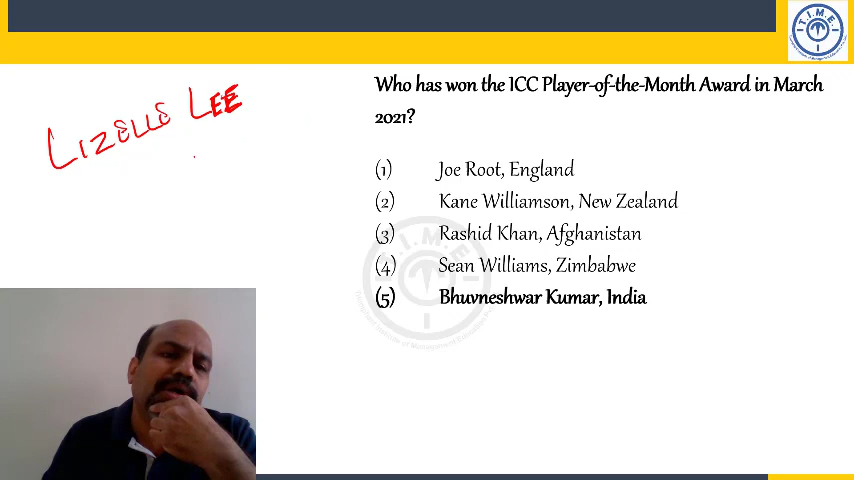 T.I.M.E.
LIZELLE LEE
Who has won the ICC Player-of-the-Month Award in March
2021?
(1) Joe Root, England
(2) Kane Williamson, New Zealand
(3) Rashid Khan, Afghanistan
(4) Sean Williams, Zimbabwe
(5) Bhuvneshwar Kumar, India